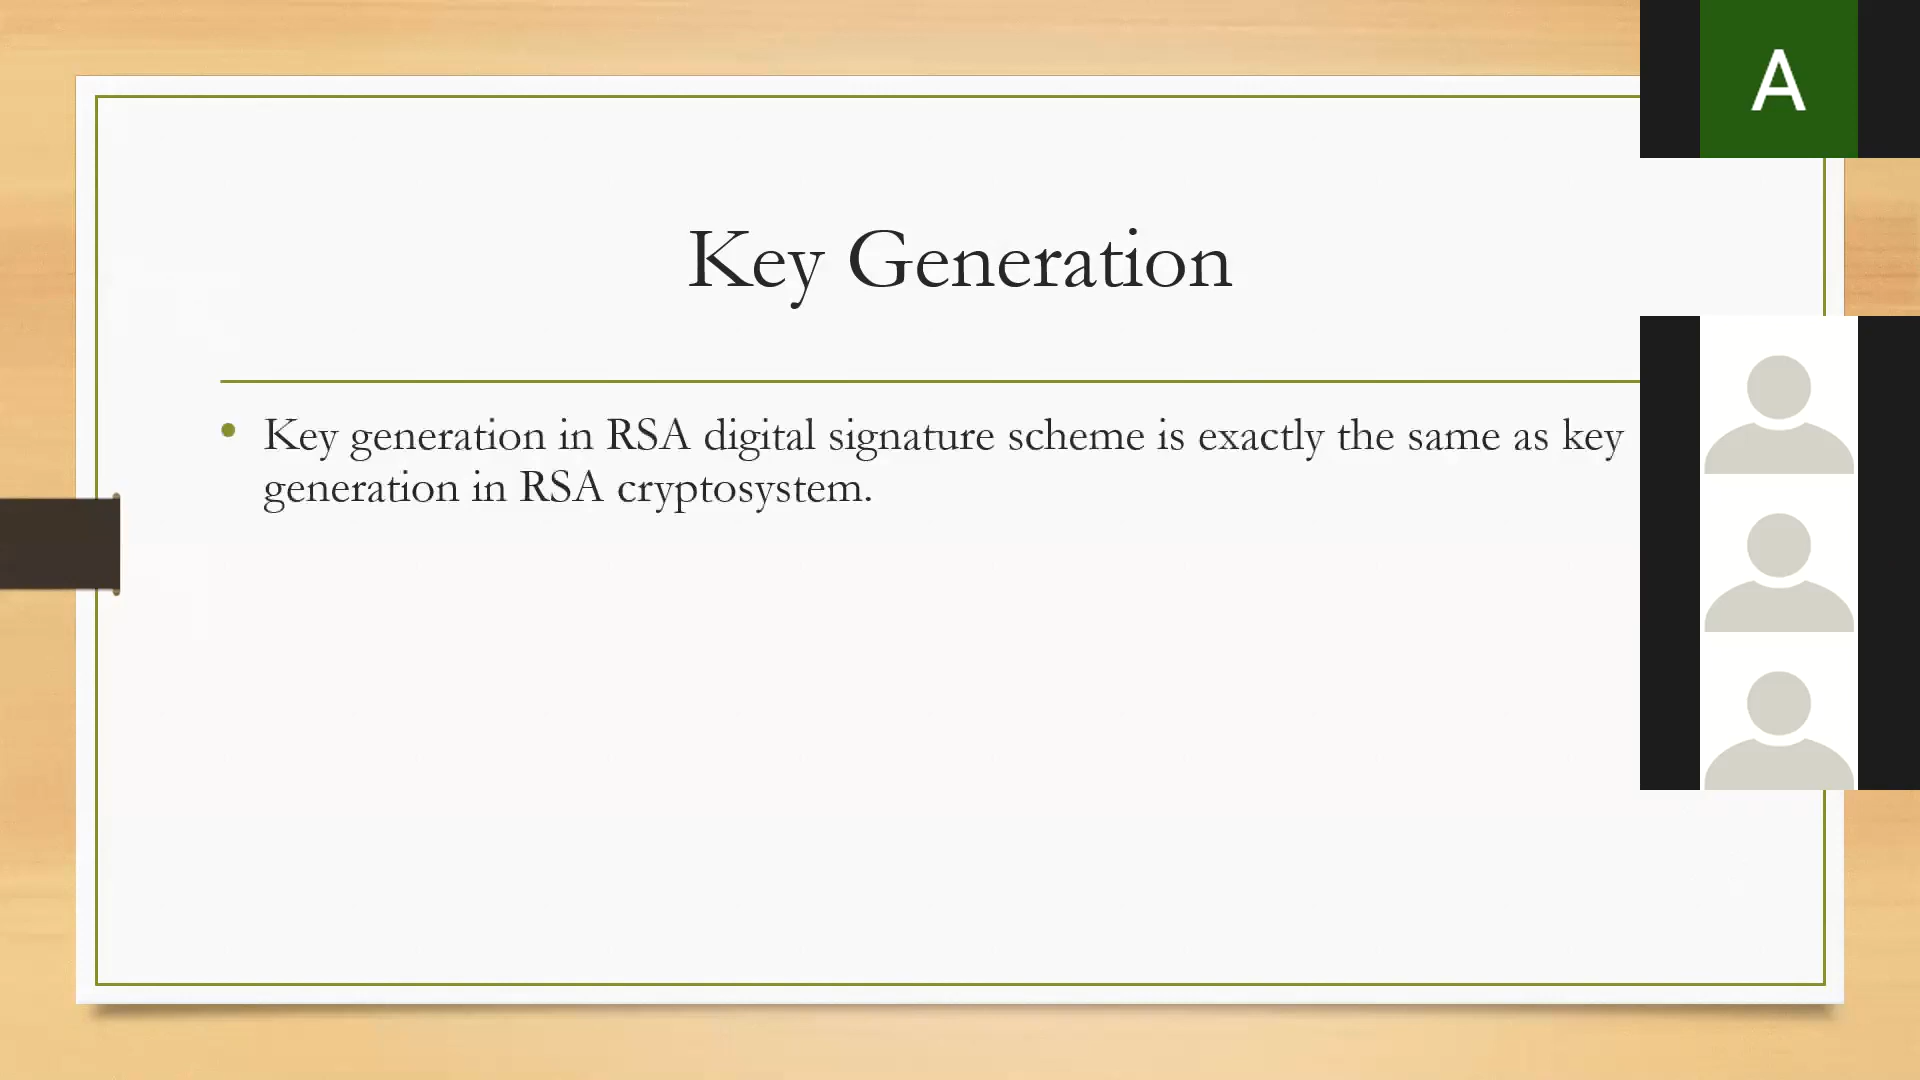 A
Key Generation
Key generation in RSA digital signature scheme is exactly the same as key
generation in RSA cryptosystem.